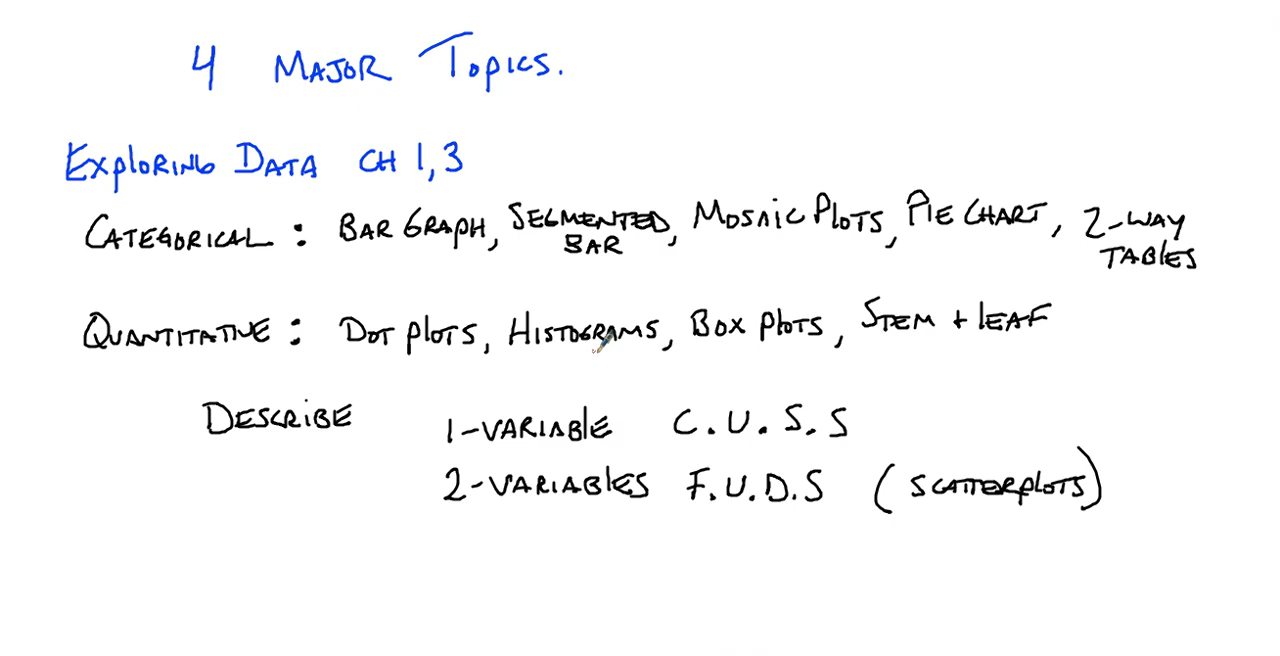 4 MAJOR TOPICS.
EXPLORING DATA CH 1,3
CATEGORICAL : BAR GRAPH, SEGMENTED BAR, MOSAIC PLOTS, PIE CHART, 2-WAY TABLES
QUANTITATIVE : DOT PLOTS, HISTOGRAMS, BOX PLOTS, STEM + LEAF
DESCRIBE 1-VARIABLE C.U.S.S
2-VARIABLES F.U.D.S (SCATTERPLOTS)